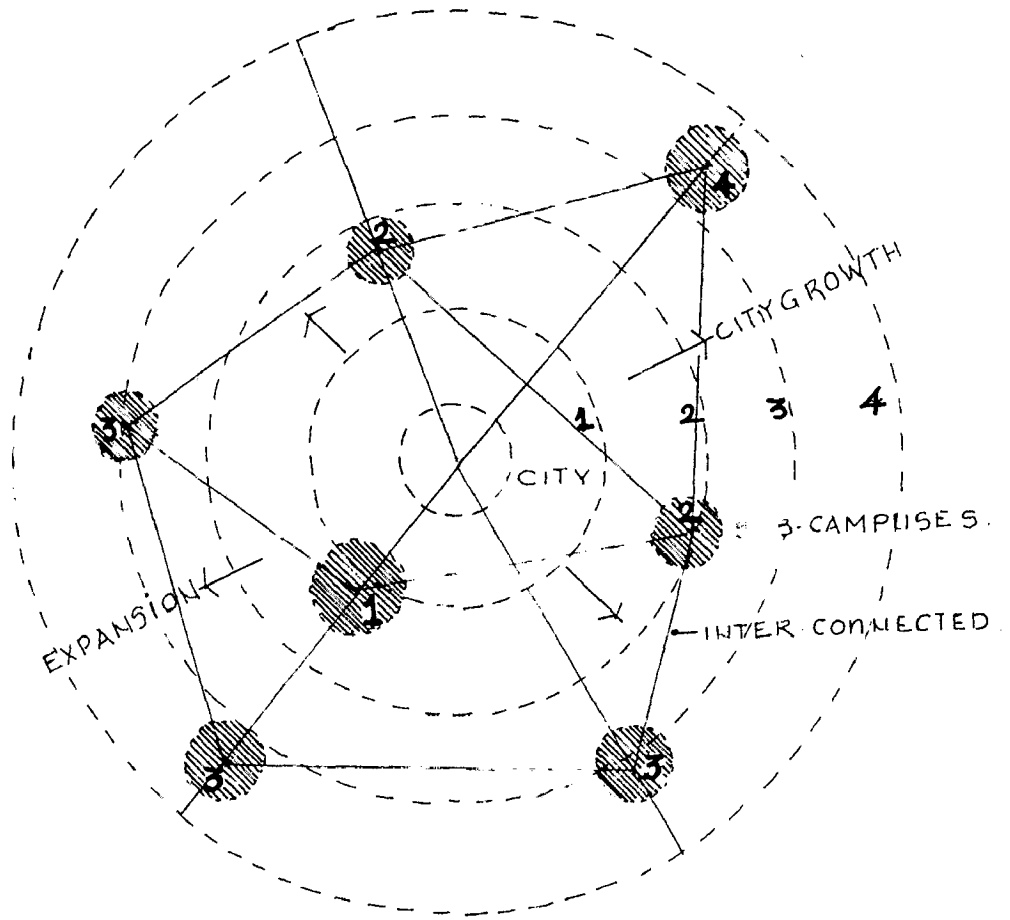 4
2
CITY GROWTH
1 2 3 4
3
CITY
2
3-CAMPUSES.
EXPANSION
1
INTER CONNECTED
3
3